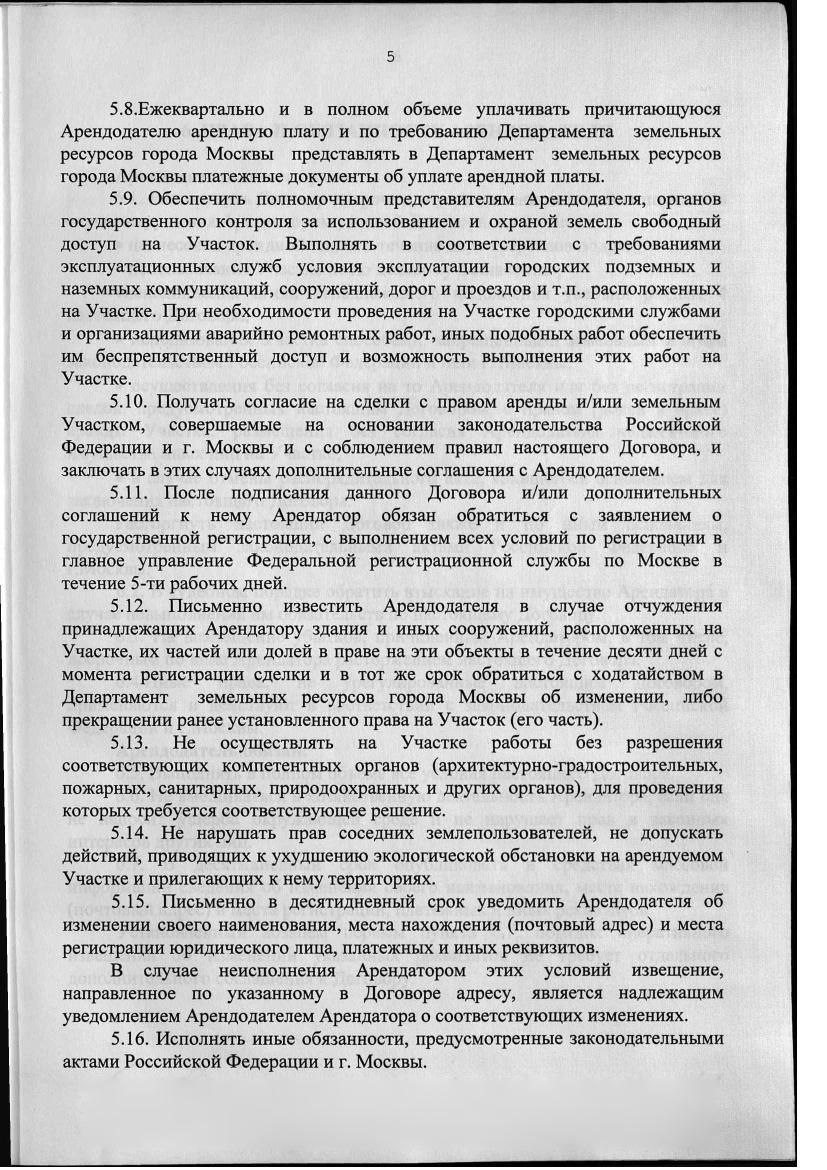 5
5.8.Ежеквартально и в полном объеме уплачивать причитающуюся
Арендодателю арендную плату и по требованию Департамента земельных
ресурсов города Москвы представлять в Департамент земельных ресурсов
города Москвы платежные документы об уплате арендной платы.
5.9. Обеспечить полномочным представителям Арендодателя, органов
государственного контроля за использованием и охраной земель свободный
доступ на Участок. Выполнять в соответствии с требованиями
эксплуатационных служб условия эксплуатации городских подземных и
наземных коммуникаций, сооружений, дорог и проездов и т.п., расположенных
на Участке. При необходимости проведения на Участке городскими службами
и организациями аварийно ремонтных работ, иных подобных работ обеспечить
им беспрепятственный доступ и возможность выполнения этих работ на
Участке.
5.10. Получать согласие на сделки с правом аренды и/или земельным
Участком, совершаемые на основании законодательства Российской
Федерации и г. Москвы и с соблюдением правил настоящего Договора, и
заключать в этих случаях дополнительные соглашения с Арендодателем.
5.11. После подписания данного Договора и/или дополнительных
соглашений к нему Арендатор обязан обратиться с заявлением о
государственной регистрации, с выполнением всех условий по регистрации в
главное управление Федеральной регистрационной службы по Москве в
течение 5-ти рабочих дней.
5.12. Письменно известить Арендодателя в случае отчуждения
принадлежащих Арендатору здания и иных сооружений, расположенных на
Участке, их частей или долей в праве на эти объекты в течение десяти дней с
момента регистрации сделки и в тот же срок обратиться с ходатайством в
Департамент земельных ресурсов города Москвы об изменении, либо
прекращении ранее установленного права на Участок (его часть).
5.13. Не осуществлять на Участке работы без разрешения
соответствующих компетентных органов (архитектурно-градостроительных,
пожарных, санитарных, природоохранных и других органов), для проведения
которых требуется соответствующее решение.
5.14. Не нарушать прав соседних землепользователей, не допускать
действий, приводящих к ухудшению экологической обстановки на арендуемом
Участке и прилегающих к нему территориях.
5.15. Письменно в десятидневный срок уведомить Арендодателя об
изменении своего наименования, места нахождения (почтовый адрес) и места
регистрации юридического лица, платежных и иных реквизитов.
В случае неисполнения Арендатором этих условий извещение,
направленное по указанному в Договоре адресу, является надлежащим
уведомлением Арендодателем Арендатора о соответствующих изменениях.
5.16. Исполнять иные обязанности, предусмотренные законодательными
актами Российской Федерации и г. Москвы.